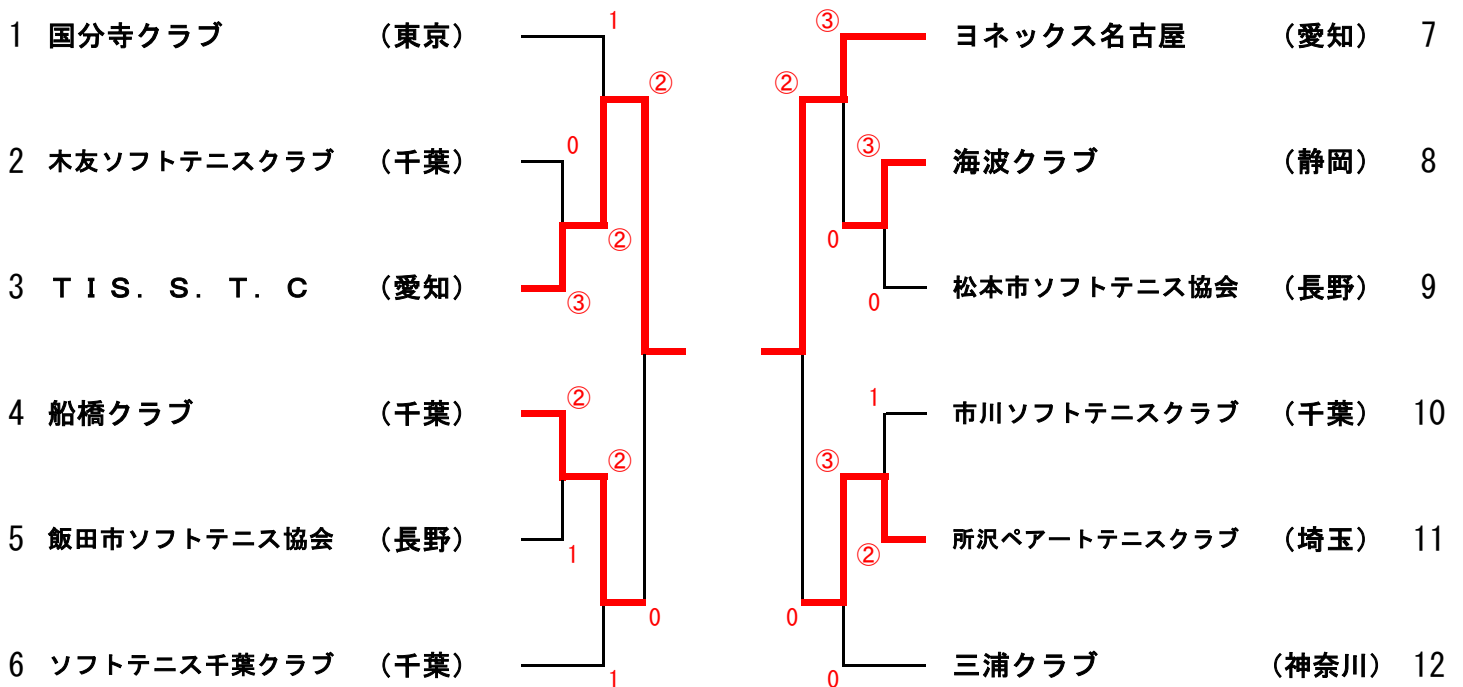 1 国分寺クラブ （東京） 1 ③ ヨネックス名古屋 （愛知） 7
② ②
2 木友ソフトテニスクラブ （千葉） 0 ③ 海波クラブ （静岡） 8
② 0
3 ＴＩＳ．Ｓ．Ｔ．Ｃ （愛知） ③ 0 松本市ソフトテニス協会 （長野） 9
4 船橋クラブ （千葉） ② 1 市川ソフトテニスクラブ （千葉） 10
② ③
5 飯田市ソフトテニス協会 （長野） 1 ② 所沢ペアートテニスクラブ （埼玉） 11
0 0
6 ソフトテニス千葉クラブ （千葉） 1 0 三浦クラブ （神奈川） 12